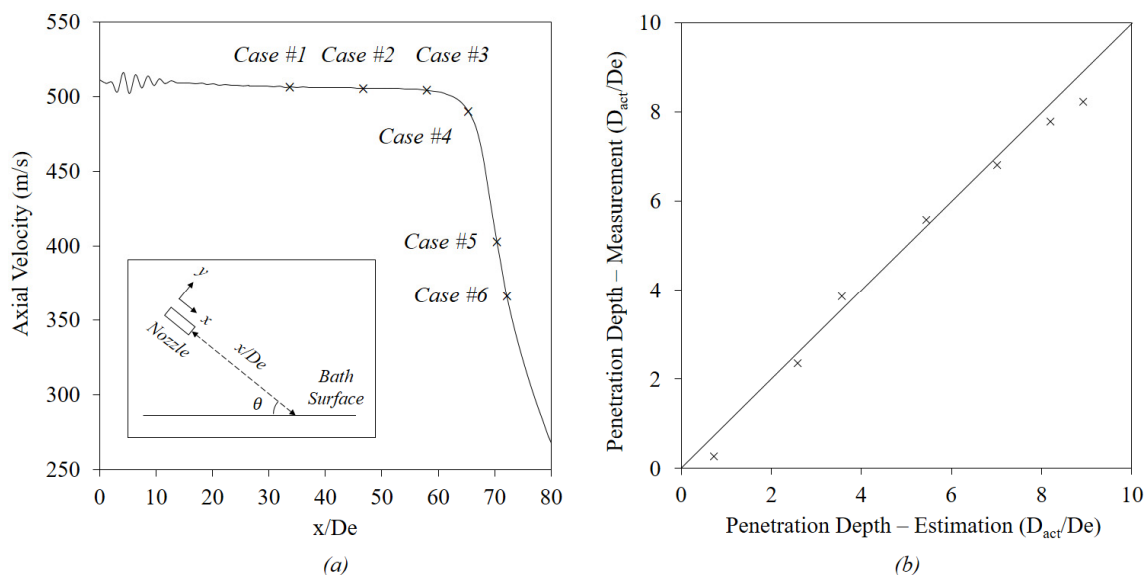 550
500
450
400
350
300
250
Axial Velocity (m/s)
Case #1 Case #2 Case #3
Case #4
Case #5
Case #6
y
x
Nozzle
x/De
θ
Bath
Surface
0 10 20 30 40 50 60 70 80
x/De
(a)
10
8
6
4
2
0
Penetration Depth – Measurement (Dact/De)
0 2 4 6 8 10
Penetration Depth – Estimation (Dact/De)
(b)